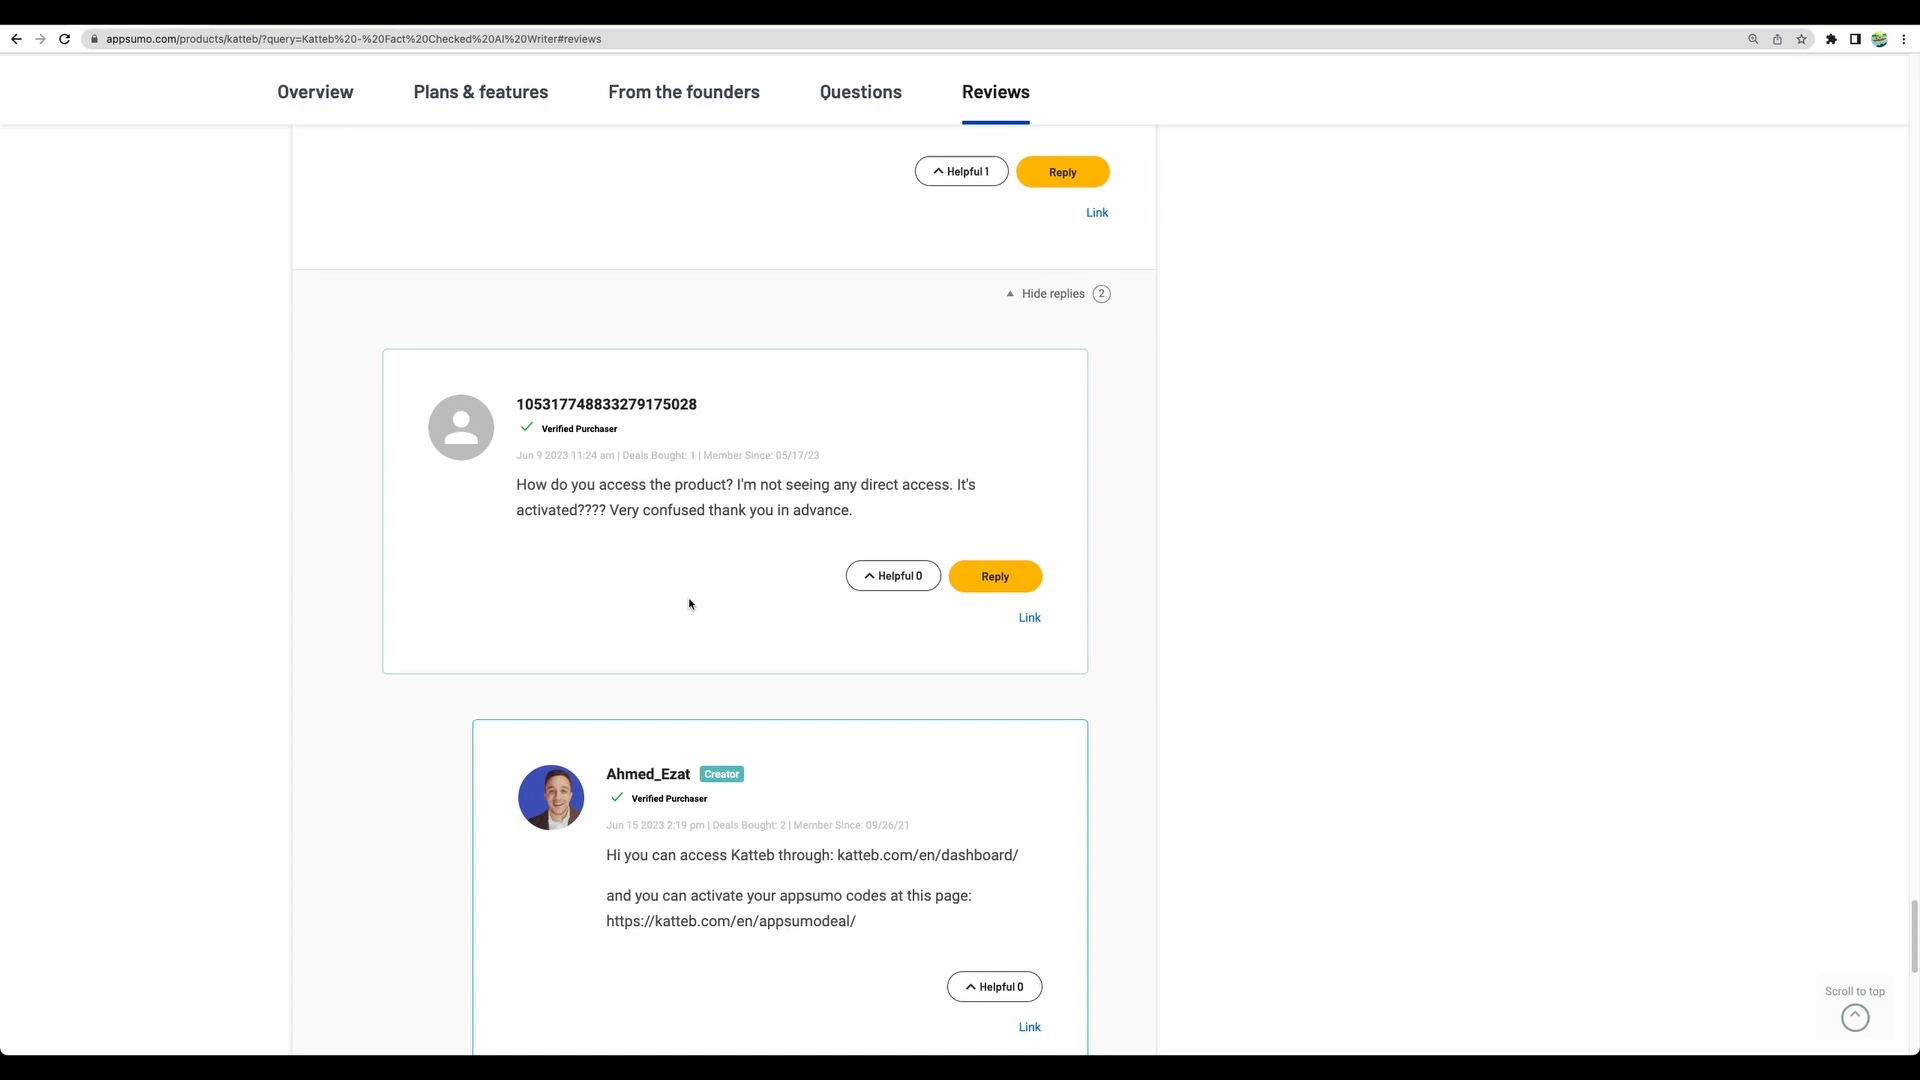 appsumo.com/products/katteb/?query=Katteb%20-%20Fact%20Checked%20AI%20Writer#reviews
Overview
Plans & features
From the founders
Questions
Reviews
Helpful 1
Reply
Link
Hide replies 2
105317748833279175028
Verified Purchaser
Jun 9 2023 11:24 am | Deals Bought: 1 | Member Since: 05/17/23
How do you access the product? I'm not seeing any direct access. It's
activated???? Very confused thank you in advance.
Helpful 0
Reply
Link
Ahmed_Ezat Creator
Verified Purchaser
Jun 15 2023 2:19 pm | Deals Bought: 2 | Member Since: 09/26/21
Hi you can access Katteb through: katteb.com/en/dashboard/
and you can activate your appsumo codes at this page:
https://katteb.com/en/appsumodeal/
Helpful 0
Link
Scroll to top